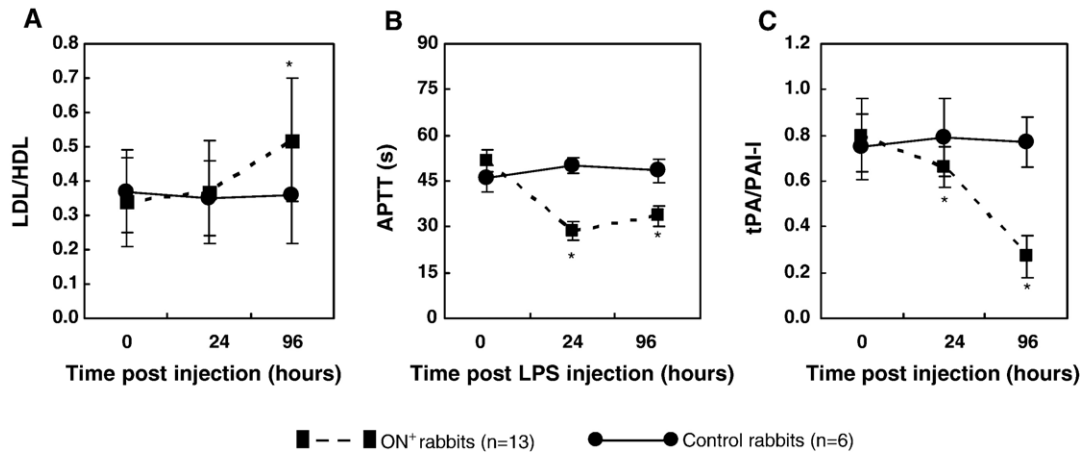 A
LDL/HDL
0.8
0.7
0.6
0.5
0.4
0.3
0.2
0.1
0.0
*
0 24 96
Time post injection (hours)
B
APTT (s)
90
75
60
45
30
15
0
*
*
0 24 96
Time post LPS injection (hours)
C
tPA/PAI-I
1.2
1.0
0.8
0.6
0.4
0.2
0.0
*
*
0 24 96
Time post injection (hours)
ON⁺ rabbits (n=13) Control rabbits (n=6)